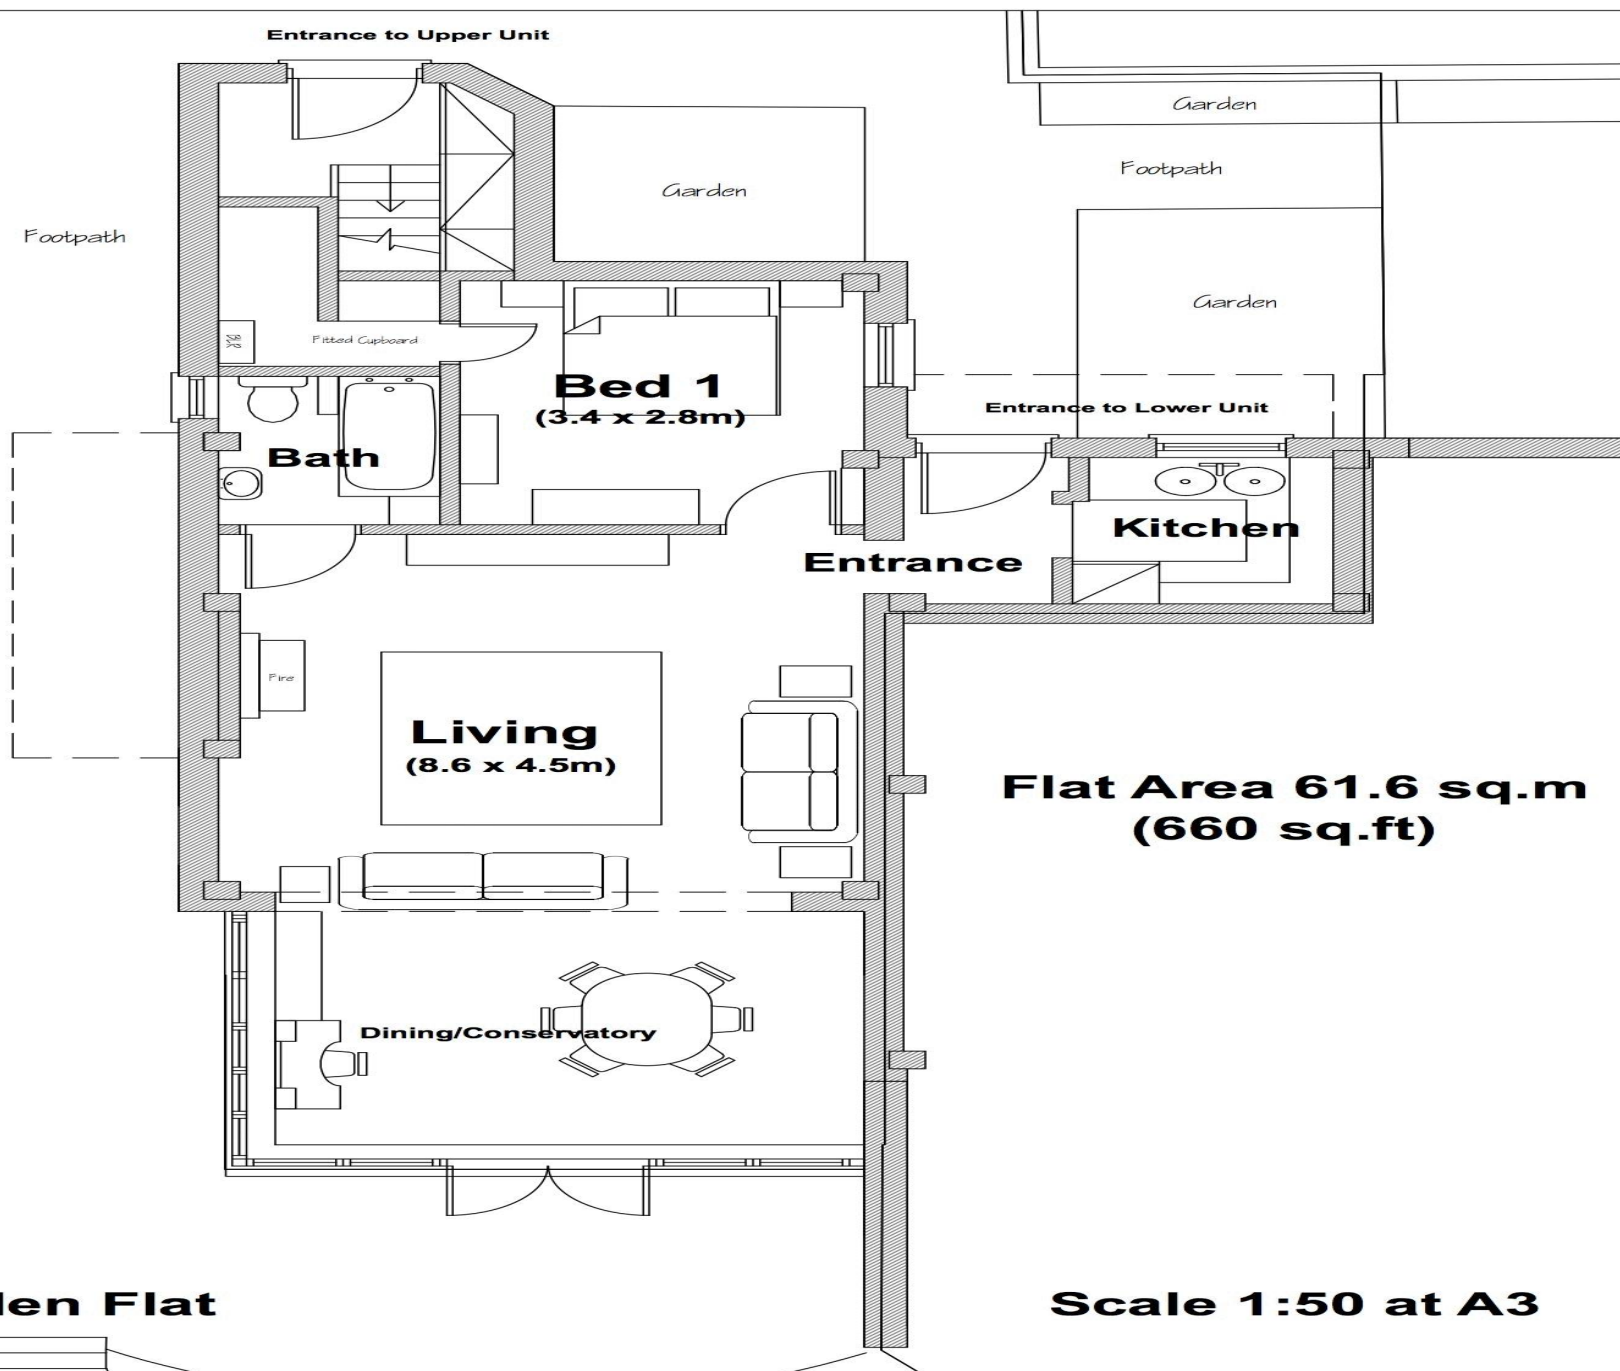 Entrance to Upper Unit
Garden
Footpath
Garden
Footpath
Garden
BLR
Fitted Cupboard
Bed 1
(3.4 x 2.8m)
Entrance to Lower Unit
Bath
Kitchen
Entrance
Fire
Living
(8.6 x 4.5m)
Flat Area 61.6 sq.m
(660 sq.ft)
Dining/Conservatory
en Flat
Scale 1:50 at A3